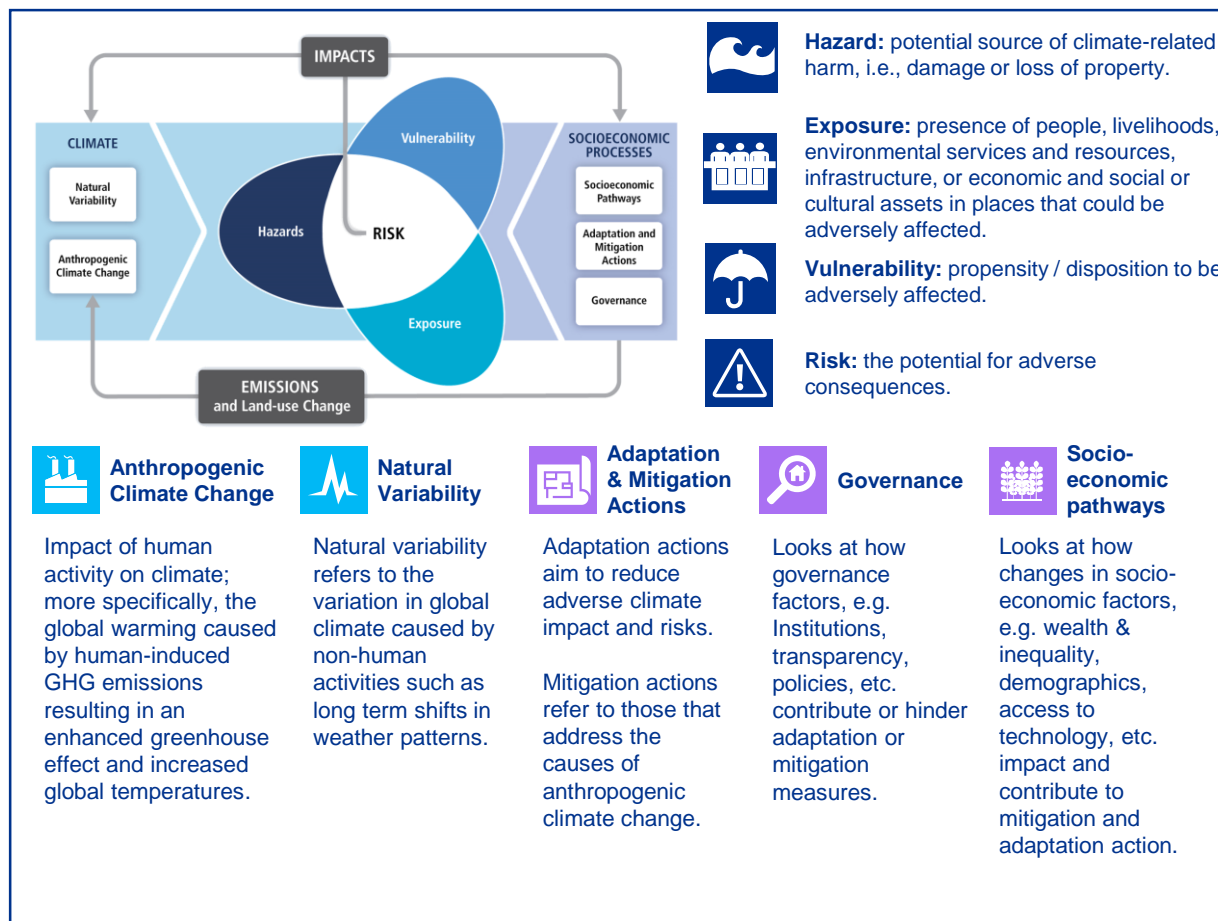 IMPACTS
CLIMATE
Natural
Variability
Anthropogenic
Climate Change
Vulnerability
Hazards
RISK
Exposure
SOCIOECONOMIC
PROCESSES
Socioeconomic
Pathways
Adaptation and
Mitigation
Actions
Governance
EMISSIONS
and Land-use Change
Hazard: potential source of climate-related
harm, i.e., damage or loss of property.
Exposure: presence of people, livelihoods,
environmental services and resources,
infrastructure, or economic and social or
cultural assets in places that could be
adversely affected.
Vulnerability: propensity / disposition to be
adversely affected.
Risk: the potential for adverse
consequences.
Anthropogenic
Climate Change
Impact of human
activity on climate;
more specifically, the
global warming caused
by human-induced
GHG emissions
resulting in an
enhanced greenhouse
effect and increased
global temperatures.
Natural
Variability
Natural variability
refers to the
variation in global
climate caused by
non-human
activities such as
long term shifts in
weather patterns.
Adaptation
& Mitigation
Actions
Adaptation actions
aim to reduce
adverse climate
impact and risks.
Mitigation actions
refer to those that
address the
causes of
anthropogenic
climate change.
Governance
Looks at how
governance
factors, e.g.
Institutions,
transparency,
policies, etc.
contribute or hinder
adaptation or
mitigation
measures.
Socio-
economic
pathways
Looks at how
changes in socio-
economic factors,
e.g. wealth &
inequality,
demographics,
access to
technology, etc.
impact and
contribute to
mitigation and
adaptation action.